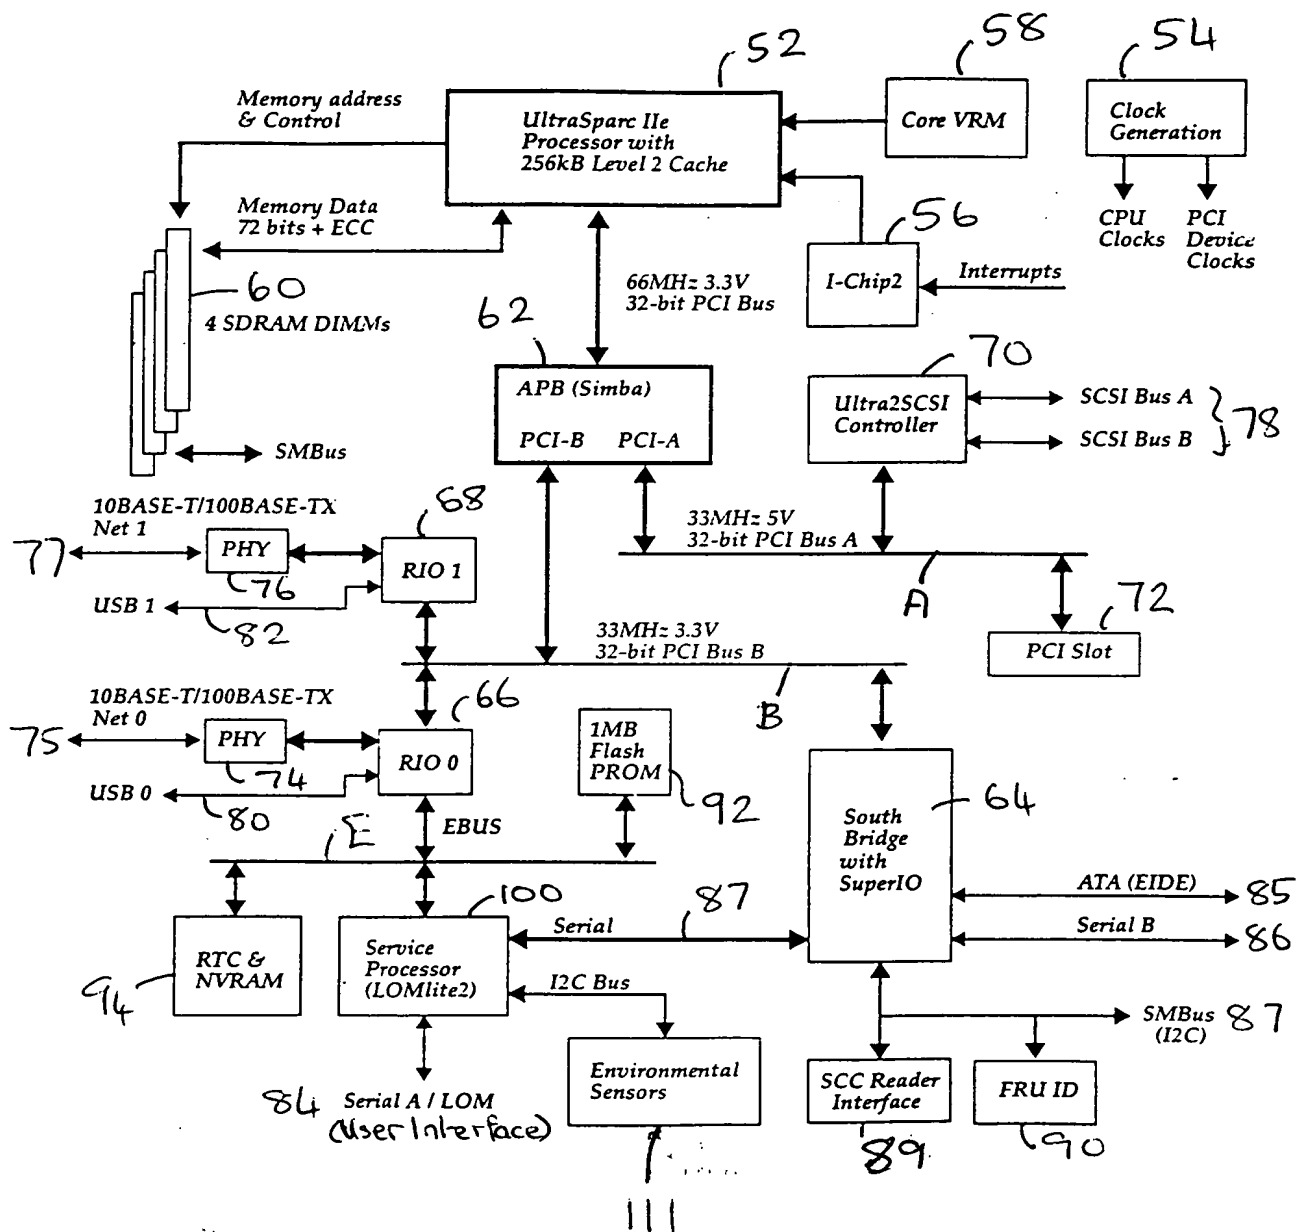 52
58
54
Memory address
& Control
UltraSparc IIe
Processor with
256kB Level 2 Cache
Core VRM
Clock
Generation
Memory Data
72 bits + ECC
56
CPU
Clocks
PCI
Device
Clocks
60
4 SDRAM DIMMs
66MHz 3.3V
32-bit PCI Bus
I-Chip2
Interrupts
62
70
APB (Simba)
PCI-B
PCI-A
Ultra2SCSI
Controller
SCSI Bus A
SCSI Bus B
78
SMBus
10BASE-T/100BASE-TX
Net 1
68
33MHz 5V
32-bit PCI Bus A
77
PHY
76
RIO 1
A
72
USB 1
82
33MHz 3.3V
32-bit PCI Bus B
PCI Slot
10BASE-T/100BASE-TX
Net 0
66
B
75
PHY
74
RIO 0
1MB
Flash
PROM
92
64
USB 0
80
South
Bridge
with
SuperIO
E
EBUS
ATA (EIDE)
85
100
87
Serial
Serial B
86
RTC &
NVRAM
94
Service
Processor
(LOMlite2)
I2C Bus
SMBus
(I2C)
87
Environmental
Sensors
SCC Reader
Interface
FRU ID
84
Serial A / LOM
(User Interface)
89
90
111